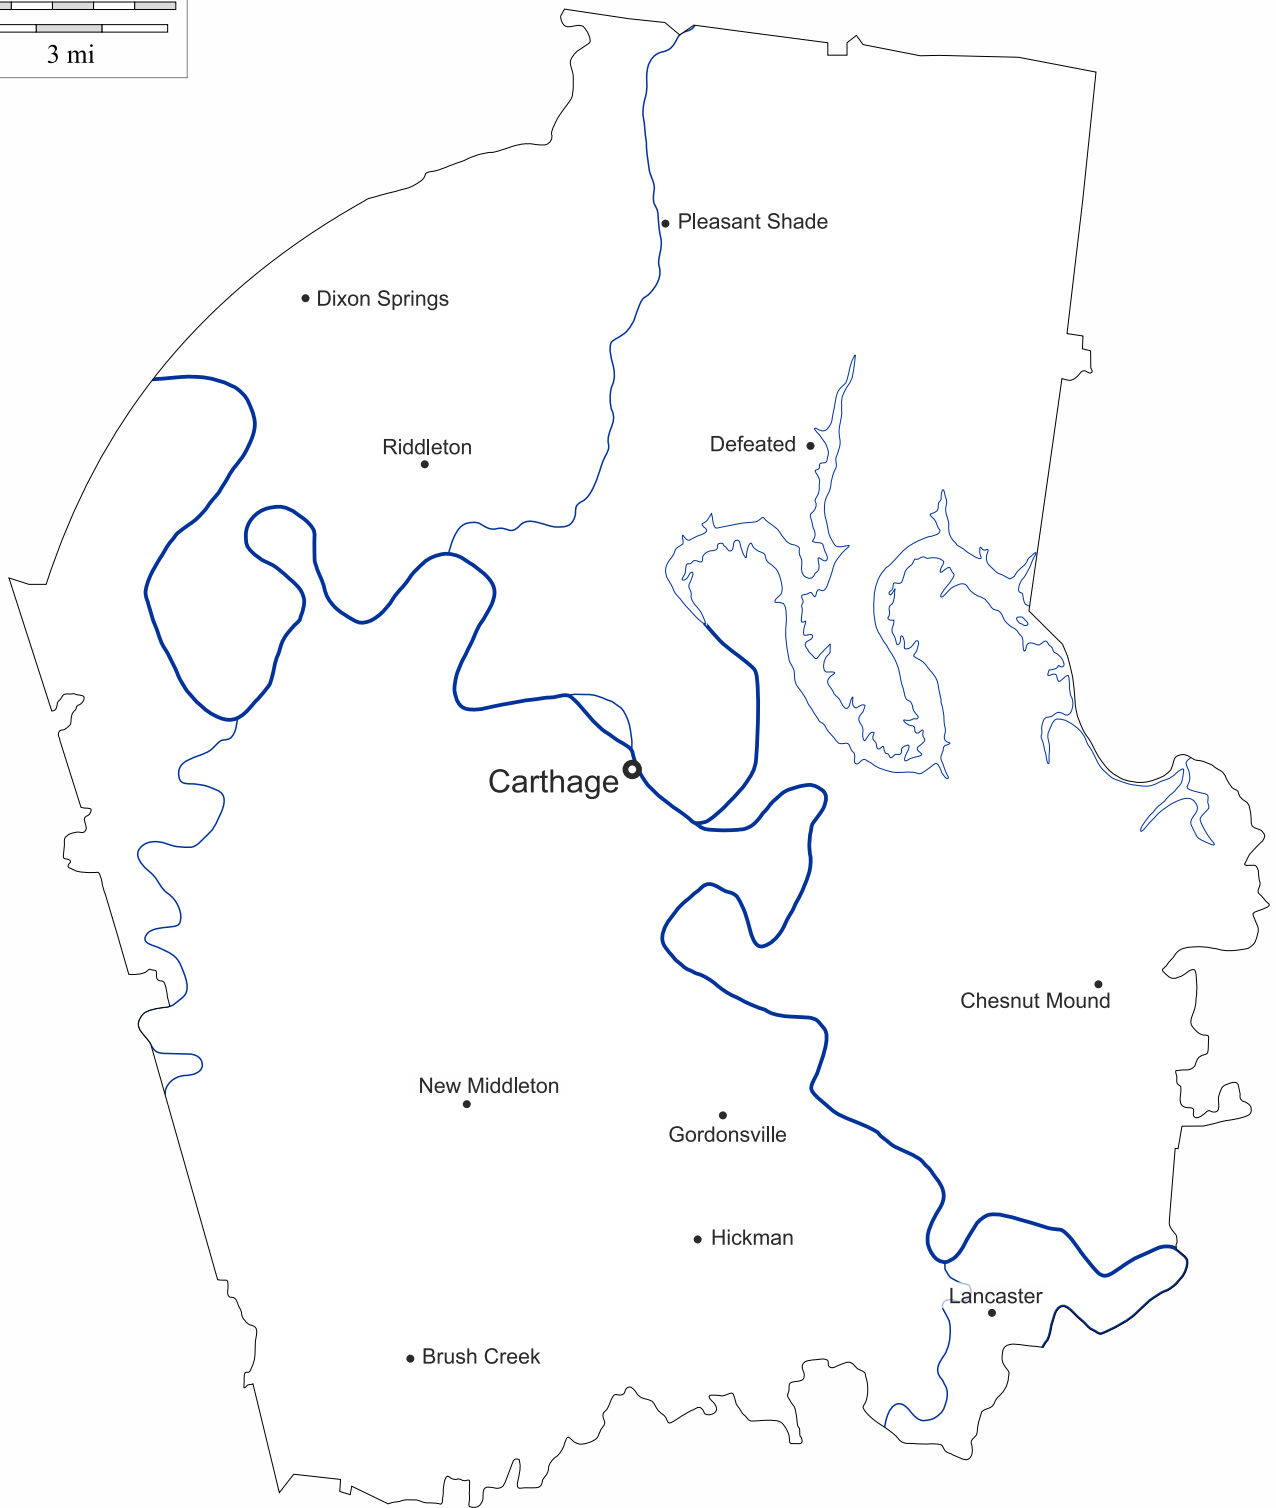 3 mi
Pleasant Shade
Dixon Springs
Defeated
Riddleton
Carthage
Chesnut Mound
New Middleton
Gordonsville
Hickman
Lancaster
Brush Creek